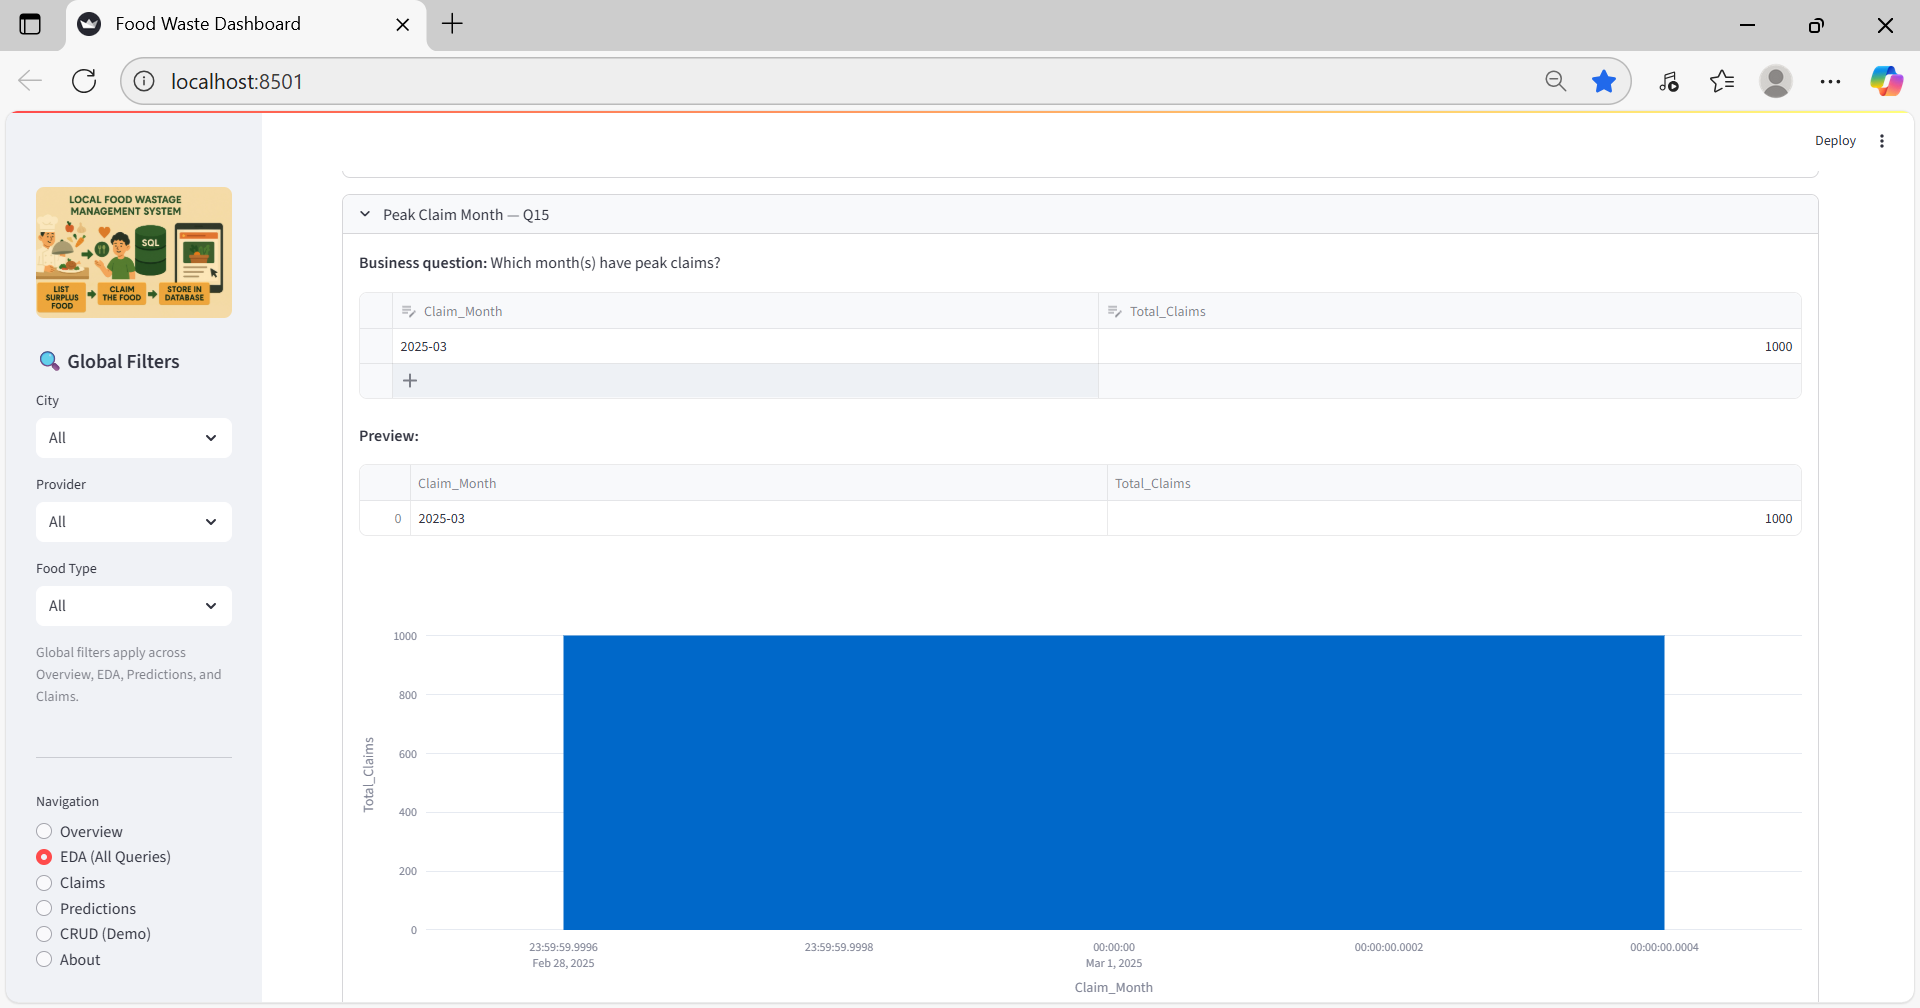 Food Waste Dashboard
localhost:8501
Deploy
LOCAL FOOD WASTAGE
MANAGEMENT SYSTEM
SQL
LIST
SURPLUS
FOOD
CLAIM
THE FOOD
STORE IN
DATABASE
Global Filters
City
All
Provider
All
Food Type
All
Global filters apply across
Overview, EDA, Predictions, and
Claims.
Navigation
Overview
EDA (All Queries)
Claims
Predictions
CRUD (Demo)
About
Peak Claim Month — Q15
Business question: Which month(s) have peak claims?
Claim_Month Total_Claims
2025-03 1000
Preview:
Claim_Month Total_Claims
0 2025-03 1000
1000
800
600
400
200
0
Total_Claims
23:59:59.9996 23:59:59.9998 00:00:00 00:00:00.0002 00:00:00.0004
Feb 28, 2025 Mar 1, 2025
Claim_Month